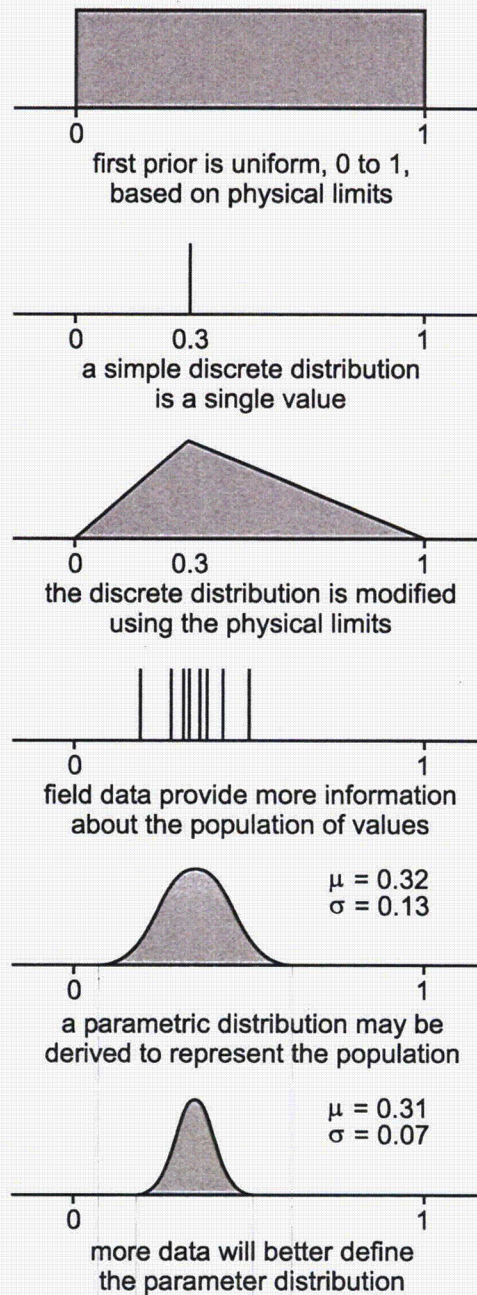 0 1
first prior is uniform, 0 to 1,
based on physical limits
0 0.3 1
a simple discrete distribution
is a single value
0 0.3 1
the discrete distribution is modified
using the physical limits
0 1
field data provide more information
about the population of values
μ = 0.32
σ = 0.13
0 1
a parametric distribution may be
derived to represent the population
μ = 0.31
σ = 0.07
0 1
more data will better define
the parameter distribution